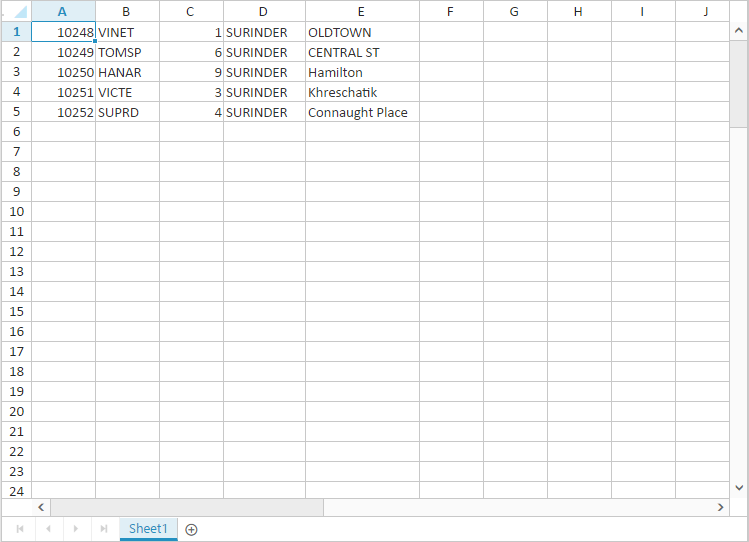 A B C D E F G H I J
1 10248 VINET 1 SURINDER OLDTOWN
2 10249 TOMSP 6 SURINDER CENTRAL ST
3 10250 HANAR 9 SURINDER Hamilton
4 10251 VICTE 3 SURINDER Khreschatik
5 10252 SUPRD 4 SURINDER Connaught Place
6
7
8
9
10
11
12
13
14
15
16
17
18
19
20
21
22
23
24
Sheet1